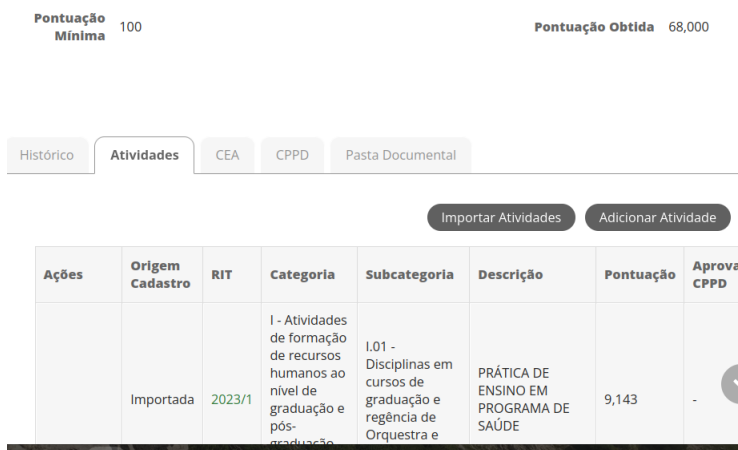 Pontuação Mínima 100 Pontuação Obtida 68,000
Histórico Atividades CEA CPPD Pasta Documental
Importar Atividades Adicionar Atividade
Ações
Origem
Cadastro
RIT
Categoria
Subcategoria
Descrição
Pontuação
CPPD
Importada
2023/1
I - Atividades
de formação
de recursos
humanos ao
nível de
graduação e
pós-
graduação
I.01 -
Disciplinas em
cursos de
graduação e
regência de
Orquestra e
PRÁTICA DE
ENSINO EM
PROGRAMA DE
SAÚDE
9,143
-